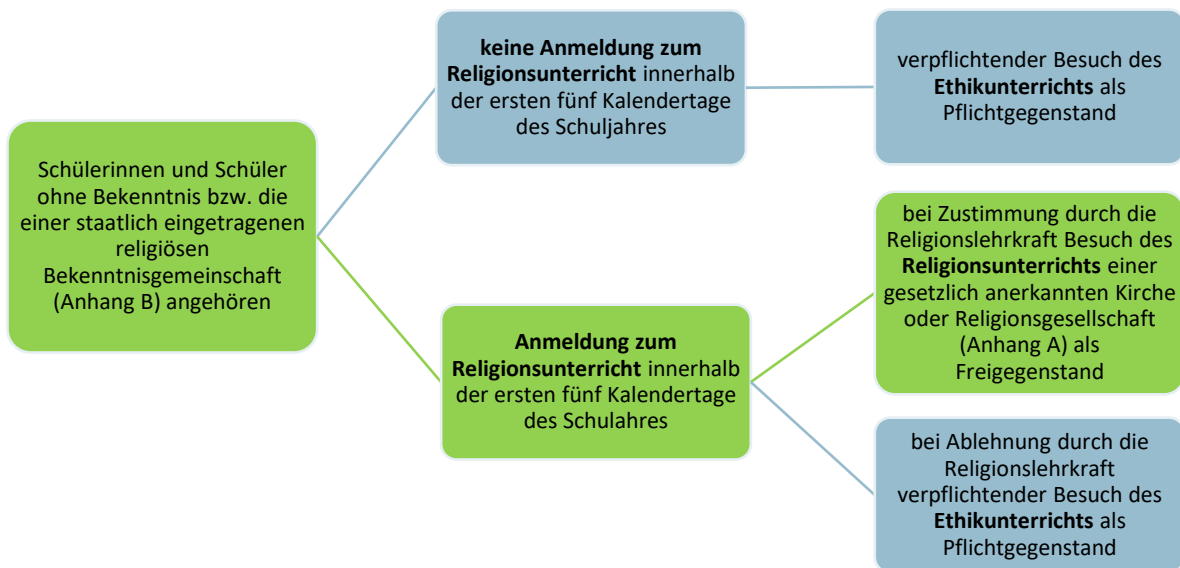 Schülerinnen und Schüler
ohne Bekenntnis bzw. die
einer staatlich eingetragenen
religiösen
Bekenntnisgemeinschaft
(Anhang B) angehören
keine Anmeldung zum
Religionsunterricht innerhalb
der ersten fünf Kalendertage
des Schuljahres
verpflichtender Besuch des
Ethikunterrichts als
Pflichtgegenstand
Anmeldung zum
Religionsunterricht innerhalb
der ersten fünf Kalendertage
des Schulahres
bei Zustimmung durch die
Religionslehrkraft Besuch des
Religionsunterrichts einer
gesetzlich anerkannten Kirche
oder Religionsgesellschaft
(Anhang A) als
Freigegenstand
bei Ablehnung durch die
Religionslehrkraft
verpflichtender Besuch des
Ethikunterrichts als
Pflichtgegenstand